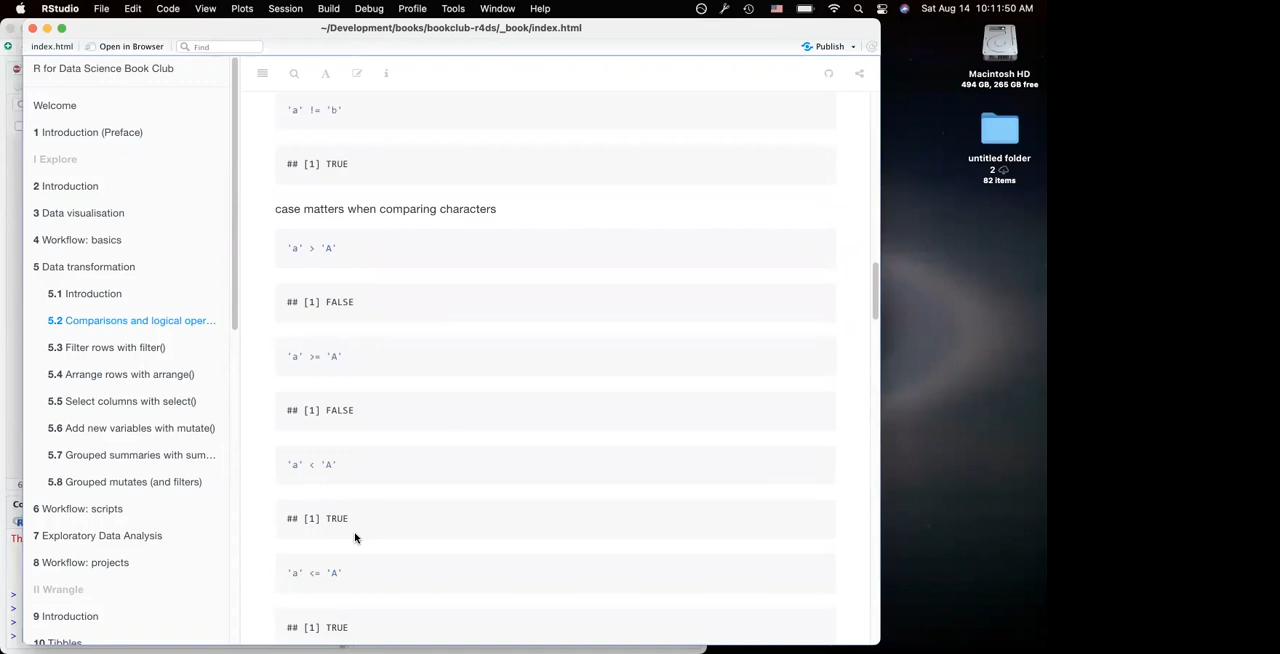 RStudio File Edit Code View Plots Session Build Debug Profile Tools Window Help Sat Aug 14 10:11:50 AM
~/Development/books/bookclub-r4ds/_book/index.html
index.html Open in Browser Find Publish
R for Data Science Book Club
Welcome
1 Introduction (Preface)
I Explore
2 Introduction
3 Data visualisation
4 Workflow: basics
5 Data transformation
5.1 Introduction
5.2 Comparisons and logical oper…
5.3 Filter rows with filter()
5.4 Arrange rows with arrange()
5.5 Select columns with select()
5.6 Add new variables with mutate()
5.7 Grouped summaries with sum…
5.8 Grouped mutates (and filters)
6 Workflow: scripts
7 Exploratory Data Analysis
8 Workflow: projects
II Wrangle
9 Introduction
10 Tibbles
'a' != 'b'
## [1] TRUE
case matters when comparing characters
'a' > 'A'
## [1] FALSE
'a' >= 'A'
## [1] FALSE
'a' < 'A'
## [1] TRUE
'a' <= 'A'
## [1] TRUE
Macintosh HD
494 GB, 265 GB free
untitled folder
2
82 items
6
Co
Th
>
>
>
>